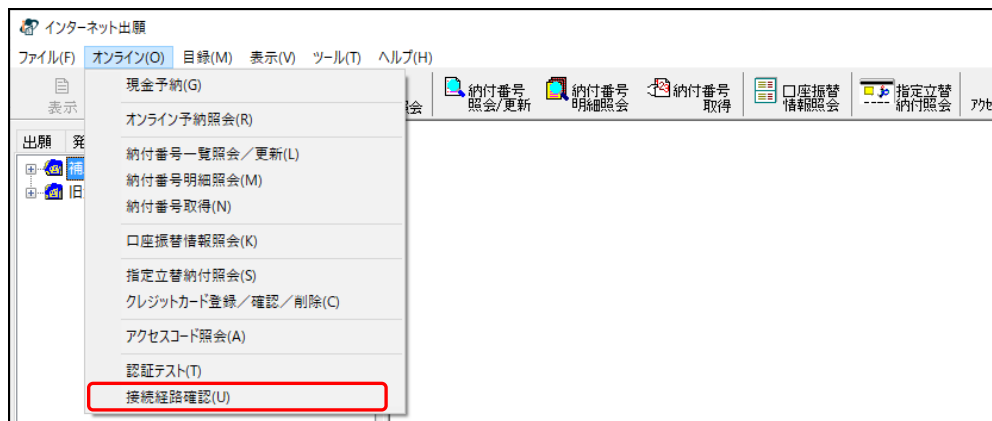 インターネット出願
ファイル(F) オンライン(O) 目録(M) 表示(V) ツール(T) ヘルプ(H)
表示
会
納付番号
照会/更新
納付番号
明細照会
納付番号
取得
口座振替
情報照会
指定立替
納付照会
アクセ
出願 発
補
旧
現金予納(G)
オンライン予納照会(R)
納付番号一覧照会／更新(L)
納付番号明細照会(M)
納付番号取得(N)
口座振替情報照会(K)
指定立替納付照会(S)
クレジットカード登録／確認／削除(C)
アクセスコード照会(A)
認証テスト(T)
接続経路確認(U)